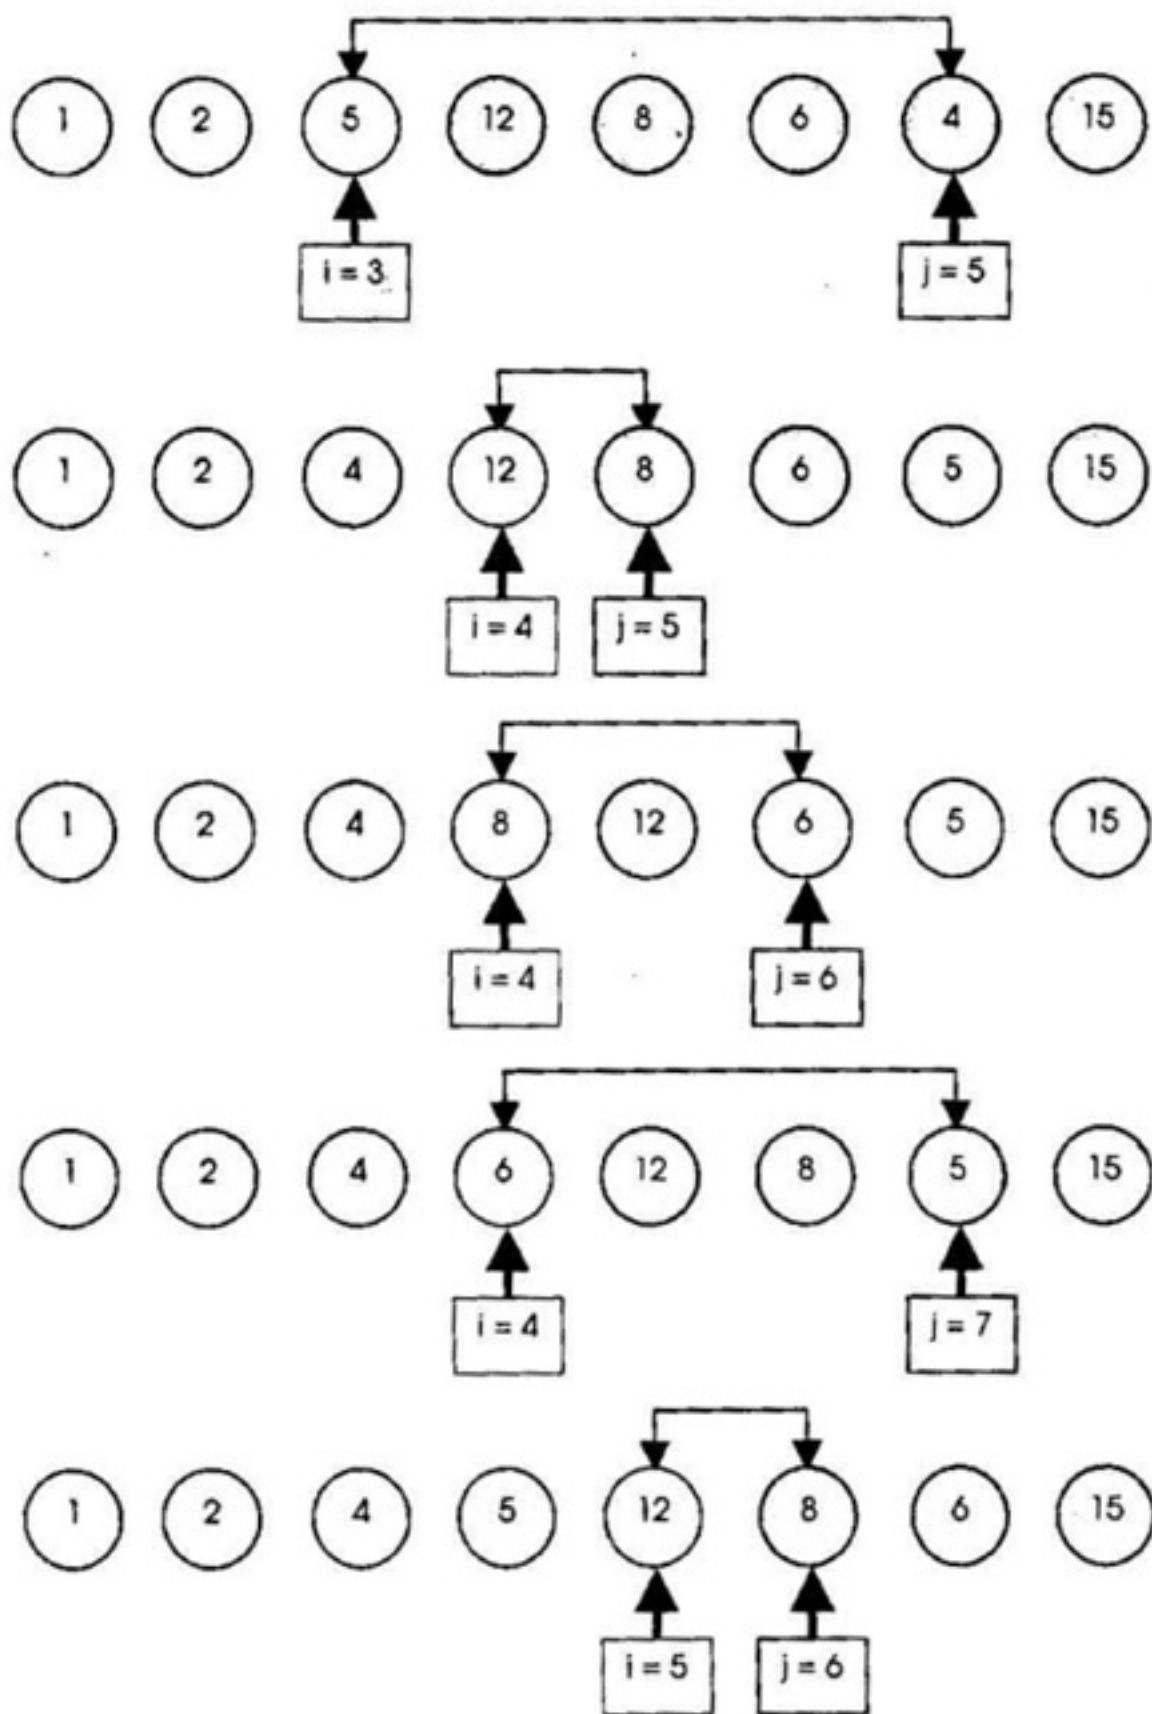 1 2 5 12 8 6 4 15
i = 3 j = 5
1 2 4 12 8 6 5 15
i = 4 j = 5
1 2 4 8 12 6 5 15
i = 4 j = 6
1 2 4 6 12 8 5 15
i = 4 j = 7
1 2 4 5 12 8 6 15
i = 5 j = 6